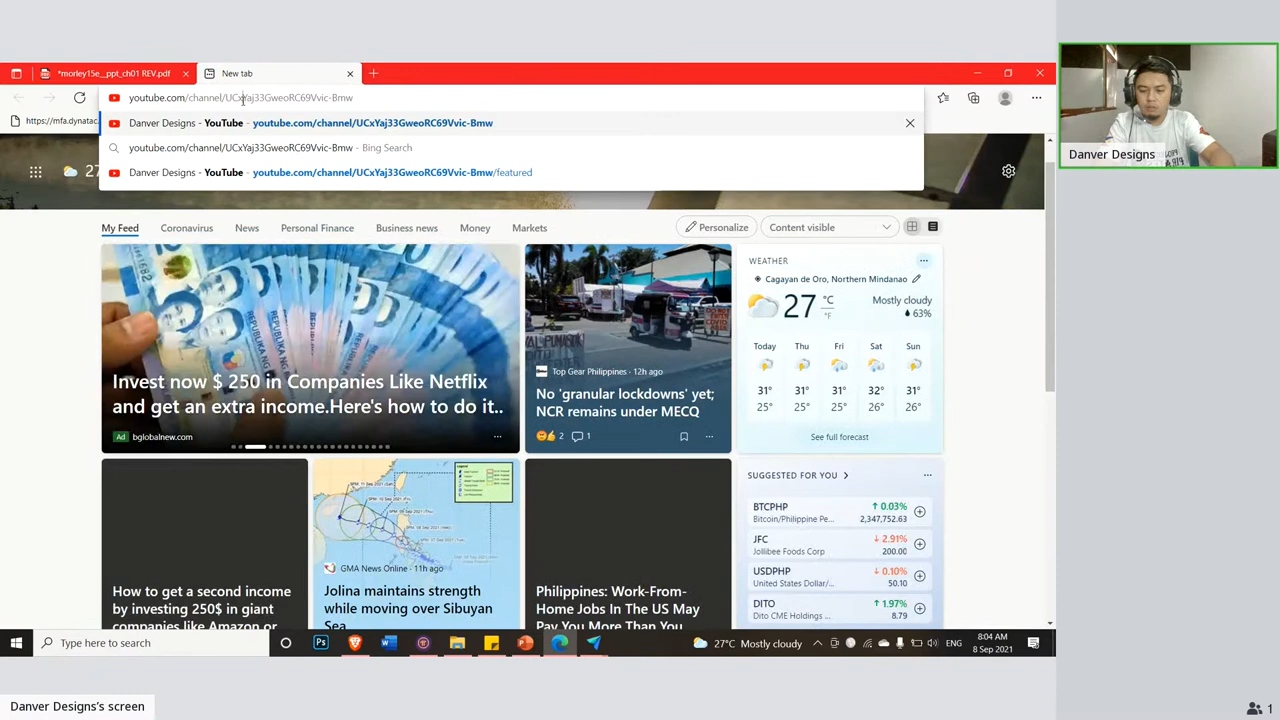 *morley15e__ppt_ch01 REV.pdf
New tab
youtube.com/channel/UCxYaj33GweoRC69Vvic-Bmw
https://mfa.dynatac
Danver Designs - YouTube - youtube.com/channel/UCxYaj33GweoRC69Vvic-Bmw
youtube.com/channel/UCxYaj33GweoRC69Vvic-Bmw - Bing Search
Danver Designs - YouTube - youtube.com/channel/UCxYaj33GweoRC69Vvic-Bmw/featured
27
Danver Designs
My Feed
Coronavirus
News
Personal Finance
Business news
Money
Markets
Personalize
Content visible
Invest now $ 250 in Companies Like Netflix
and get an extra income.Here's how to do it..
Ad bglobalnew.com
Top Gear Philippines · 12h ago
No 'granular lockdowns' yet;
NCR remains under MECQ
2
1
WEATHER
Cagayan de Oro, Northern Mindanao
27 °C
°F
Mostly cloudy
63%
Today Thu Fri Sat Sun
31° 31° 31° 32° 31°
25° 25° 25° 26° 26°
See full forecast
How to get a second income
by investing 250$ in giant
companies like Amazon or
GMA News Online · 11h ago
Jolina maintains strength
while moving over Sibuyan
Sea
Philippines: Work-From-
Home Jobs In The US May
Pay You More Than You
SUGGESTED FOR YOU
BTCPHP ↑ 0.03%
Bitcoin/Philippine Pe... 2,347,752.63
JFC ↓ 2.91%
Jollibee Foods Corp 200.00
USDPHP ↓ 0.10%
United States Dollar/... 50.10
DITO ↑ 1.97%
Dito CME Holdings ... 8.79
Type here to search
27°C Mostly cloudy
ENG
8:04 AM
8 Sep 2021
Danver Designs's screen
1